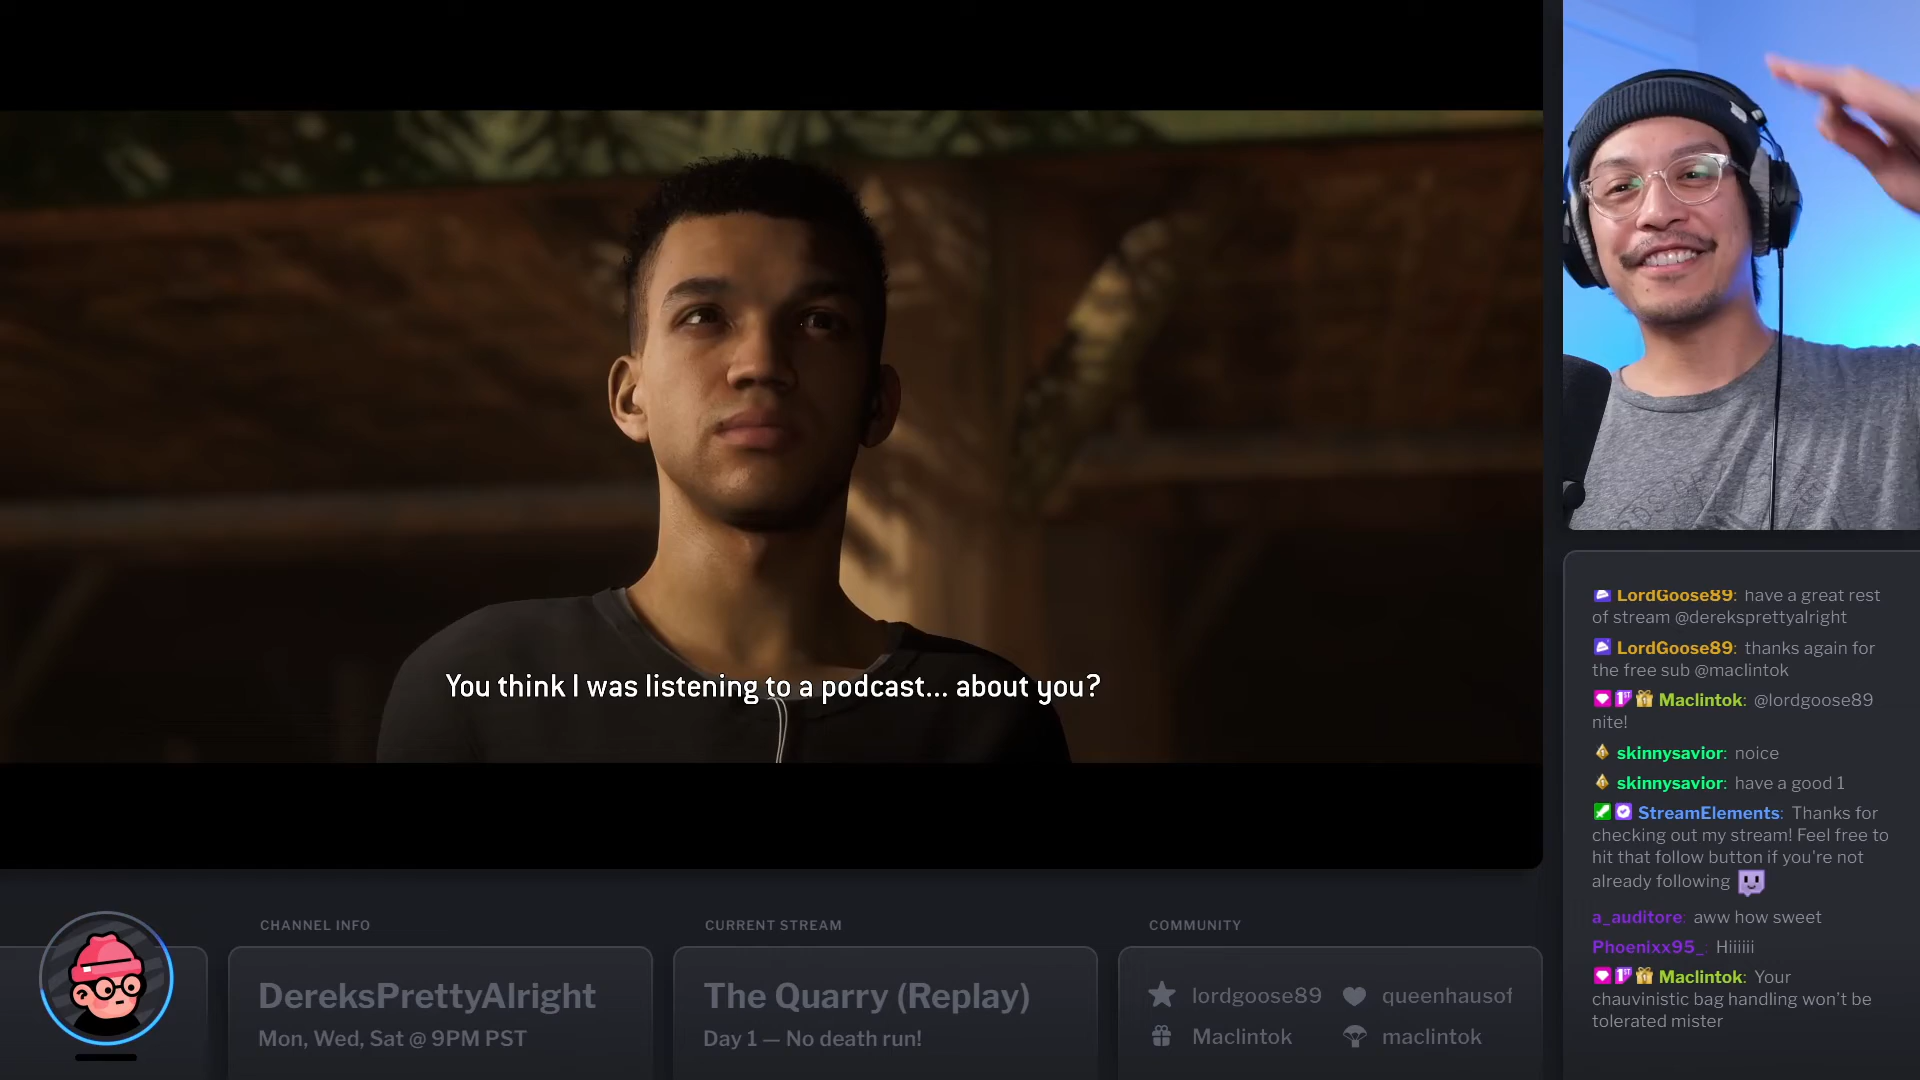 You think I was listening to a podcast... about you?
LordGoose89: have a great rest
of stream @dereksprettyalright
LordGoose89: thanks again for
the free sub @maclintok
Maclintok: @lordgoose89
nite!
skinnysavior: noice
skinnysavior: have a good 1
StreamElements: Thanks for
checking out my stream! Feel free to
hit that follow button if you're not
already following
a_auditore: aww how sweet
Phoenixx95_: Hiiiiii
Maclintok: Your
chauvinistic bag handling won't be
tolerated mister
CHANNEL INFO
DereksPrettyAlright
Mon, Wed, Sat @ 9PM PST
CURRENT STREAM
The Quarry (Replay)
Day 1 — No death run!
COMMUNITY
lordgoose89 queenhausof
Maclintok maclintok